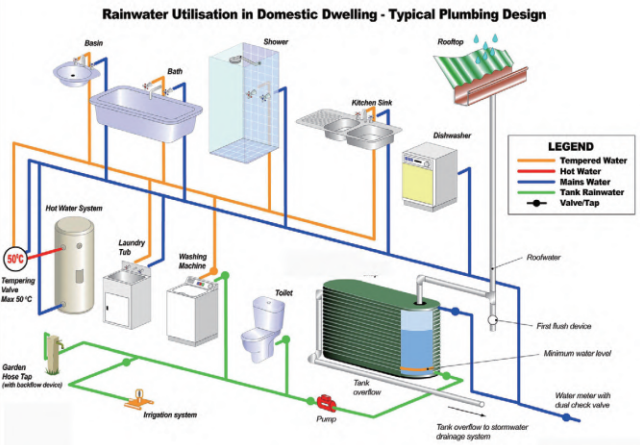 Rainwater Utilisation in Domestic Dwelling - Typical Plumbing Design
Basin
Bath
Shower
Rooftop
Kitchen Sink
Dishwasher
LEGEND
Tempered Water
Hot Water
Mains Water
Tank Rainwater
Valve/Tap
Hot Water System
50°C
Tempering
Valve
Max 50°C
Laundry
Tub
Washing
Machine
Toilet
Roofwater
First flush device
Minimum water level
Garden
Hose Tap
(with backflow device)
Irrigation system
Tank
overflow
Pump
Water meter with
dual check valve
Tank overflow to stormwater
drainage system